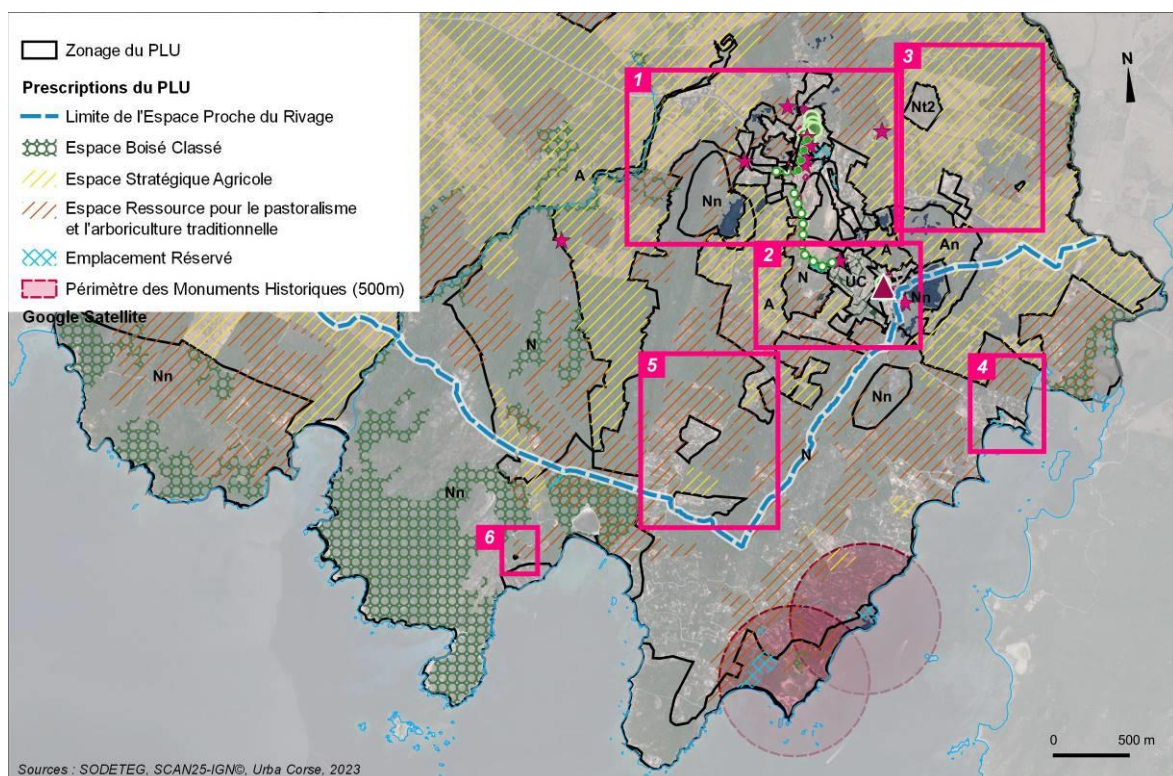 Zonage du PLU
Prescriptions du PLU
Limite de l'Espace Proche du Rivage
Espace Boisé Classé
Espace Stratégique Agricole
Espace Ressource pour le pastoralisme
et l'arboriculture traditionnelle
Emplacement Réservé
Périmètre des Monuments Historiques (500m)
Google Satellite
1
3
N
Nt2
A
Nn
2
A
An
N
UC
A
Nn
Nn
N
5
4
Nn
N
Nn
6
0 500 m
Sources : SODETEG, SCAN25-IGN©, Urba Corse, 2023